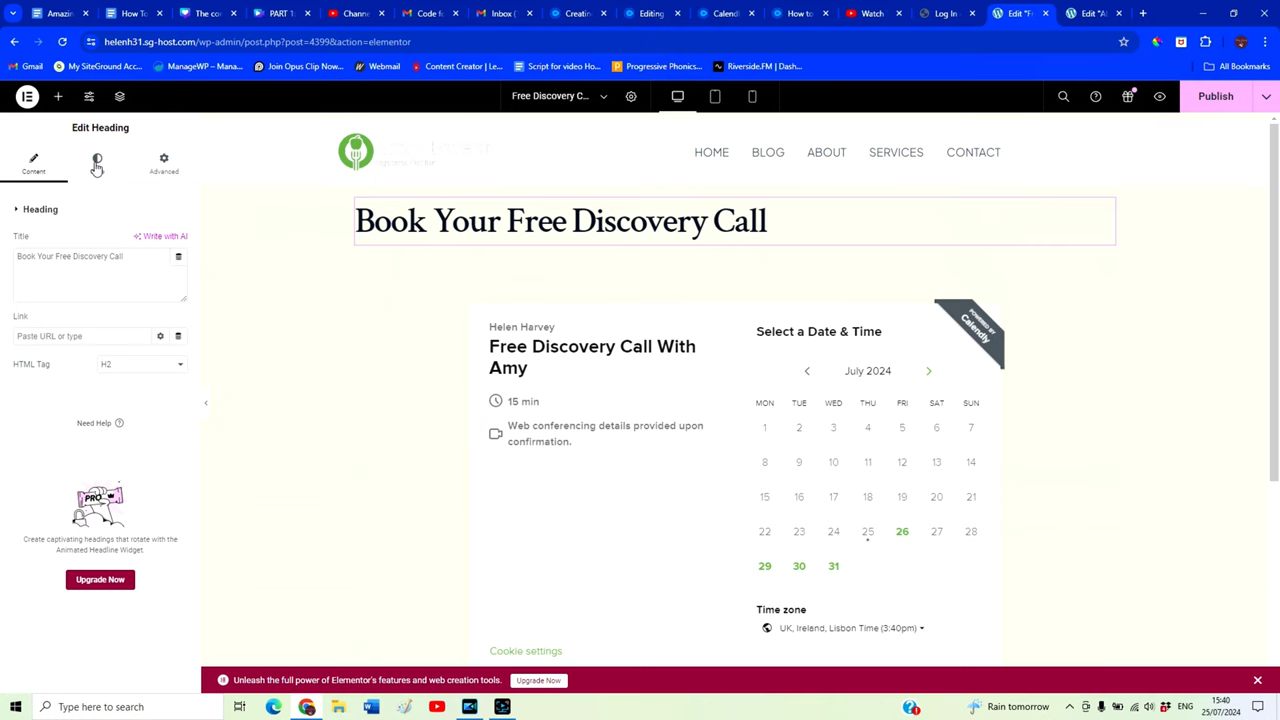 Amazin
How To
The co
PART 1:
Channe
Code fe
Inbox (
Creatin
Editing
Calendl
How to
Watch
Log In
Edit "Fr
Edit "Al
helenh31.sg-host.com/wp-admin/post.php?post=4399&action=elementor
Gmail
My SiteGround Acc...
ManageWP – Mana...
Join Opus Clip Now...
Webmail
Content Creator | Le...
Script for video Ho...
Progressive Phonics...
Riverside.FM | Dash...
All Bookmarks
Free Discovery C...
Publish
Edit Heading
Content
Advanced
Heading
Title
Write with AI
Book Your Free Discovery Call
Link
Paste URL or type
HTML Tag
H2
Need Help
PRO
Create captivating headings that rotate with the
Animated Headline Widget.
Upgrade Now
HOME BLOG ABOUT SERVICES CONTACT
Book Your Free Discovery Call
Helen Harvey
Free Discovery Call With
Amy
15 min
Web conferencing details provided upon
confirmation.
Cookie settings
POWERED BY
Calendly
Select a Date & Time
July 2024
MON TUE WED THU FRI SAT SUN
1 2 3 4 5 6 7
8 9 10 11 12 13 14
15 16 17 18 19 20 21
22 23 24 25 26 27 28
29 30 31
Time zone
UK, Ireland, Lisbon Time (3:40pm)
Unleash the full power of Elementor's features and web creation tools.
Upgrade Now
Type here to search
Rain tomorrow
ENG
15:40
25/07/2024